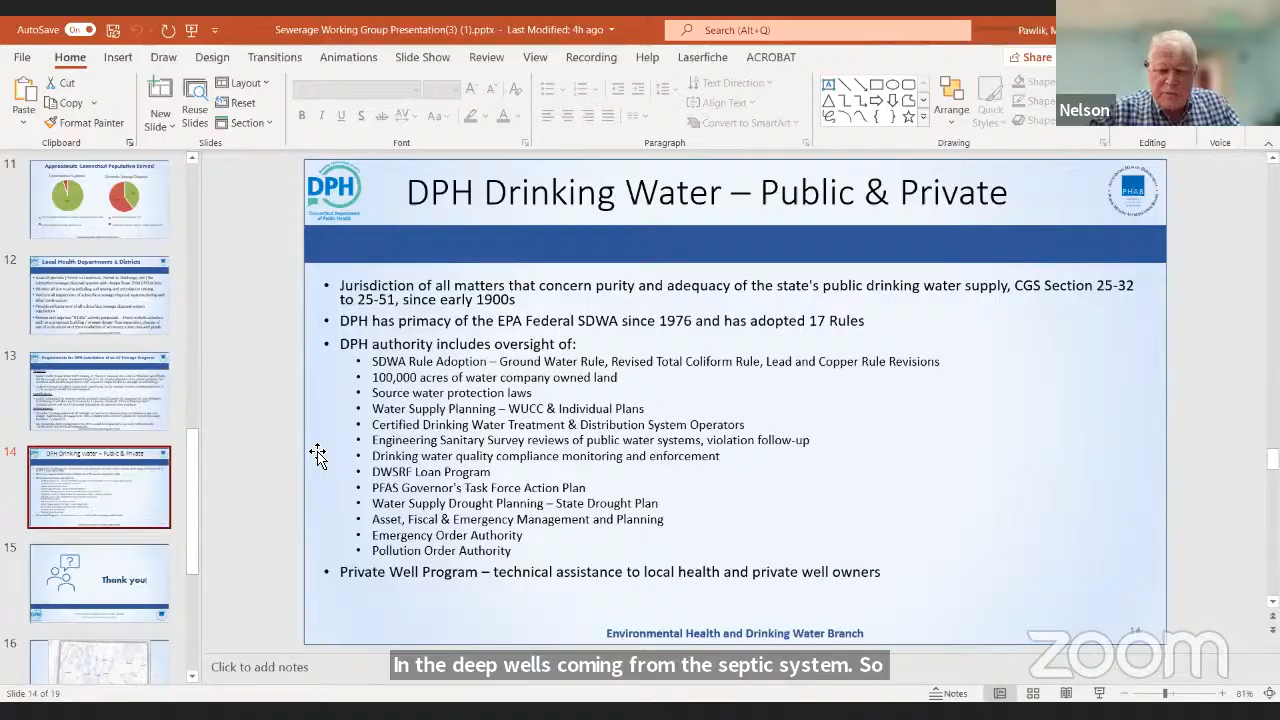 AutoSave On Sewerage Working Group Presentation(3) (1).pptx - Last Modified: 4h ago Search (Alt+Q) Pawlik, M
File Home Insert Draw Design Transitions Animations Slide Show Review View Recording Help Laserfiche ACROBAT Share
Paste Cut Copy Format Painter
New Slide Reuse Slides Layout Reset Section
Text Direction Align Text Convert to SmartArt
Arrange Quick Styles Shape Shape Shape
Editing Voice
Clipboard Slides Font Paragraph Drawing
Nelson
11
Approximate Connecticut Population Served
12
Local Health Departments & Districts
13
14
DPH Drinking Water – Public & Private
15
Thank you!
16
DPH
Connecticut Department
of Public Health
DPH Drinking Water – Public & Private
PHAB
• Jurisdiction of all matters that concern purity and adequacy of the state's public drinking water supply, CGS Section 25-32
to 25-51, since early 1900s
• DPH has primacy of the EPA Federal SDWA since 1976 and has adopted 17 Rules
• DPH authority includes oversight of:
• SDWA Rule Adoption – Ground Water Rule, Revised Total Coliform Rule, Lead and Copper Rule Revisions
• 100,000 acres of water company owned land
• Source water protection laws
• Water Supply Planning – WUCC & Individual Plans
• Certified Drinking Water Treatment & Distribution System Operators
• Engineering Sanitary Survey reviews of public water systems, violation follow-up
• Drinking water quality compliance monitoring and enforcement
• DWSRF Loan Program
• PFAS Governor's Taskforce Action Plan
• Water Supply Drought Planning – State Drought Plan
• Asset, Fiscal & Emergency Management and Planning
• Emergency Order Authority
• Pollution Order Authority
• Private Well Program – technical assistance to local health and private well owners
Environmental Health and Drinking Water Branch
14
zoom
In the deep wells coming from the septic system. So
Click to add notes
Slide 14 of 19 Notes 81%